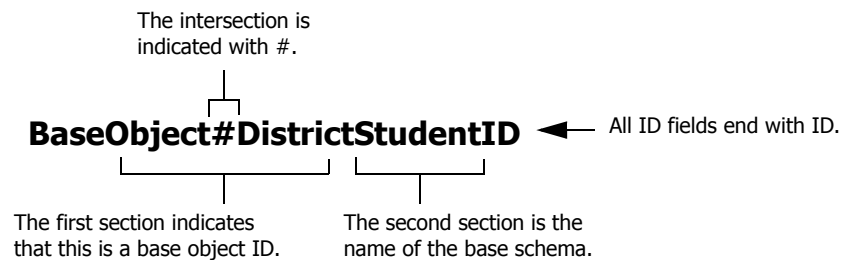 The intersection is
indicated with #.
BaseObject#DistrictStudentID
All ID fields end with ID.
The first section indicates
that this is a base object ID.
The second section is the
name of the base schema.